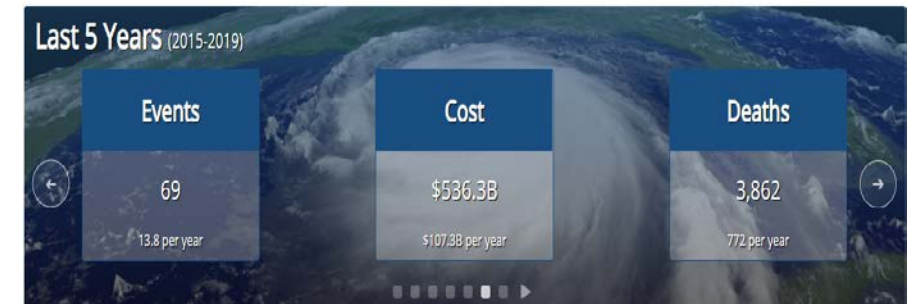 Last 5 Years (2015-2019)
Events
69
13.8 per year
Cost
$536.3B
$107.3B per year
Deaths
3,862
772 per year